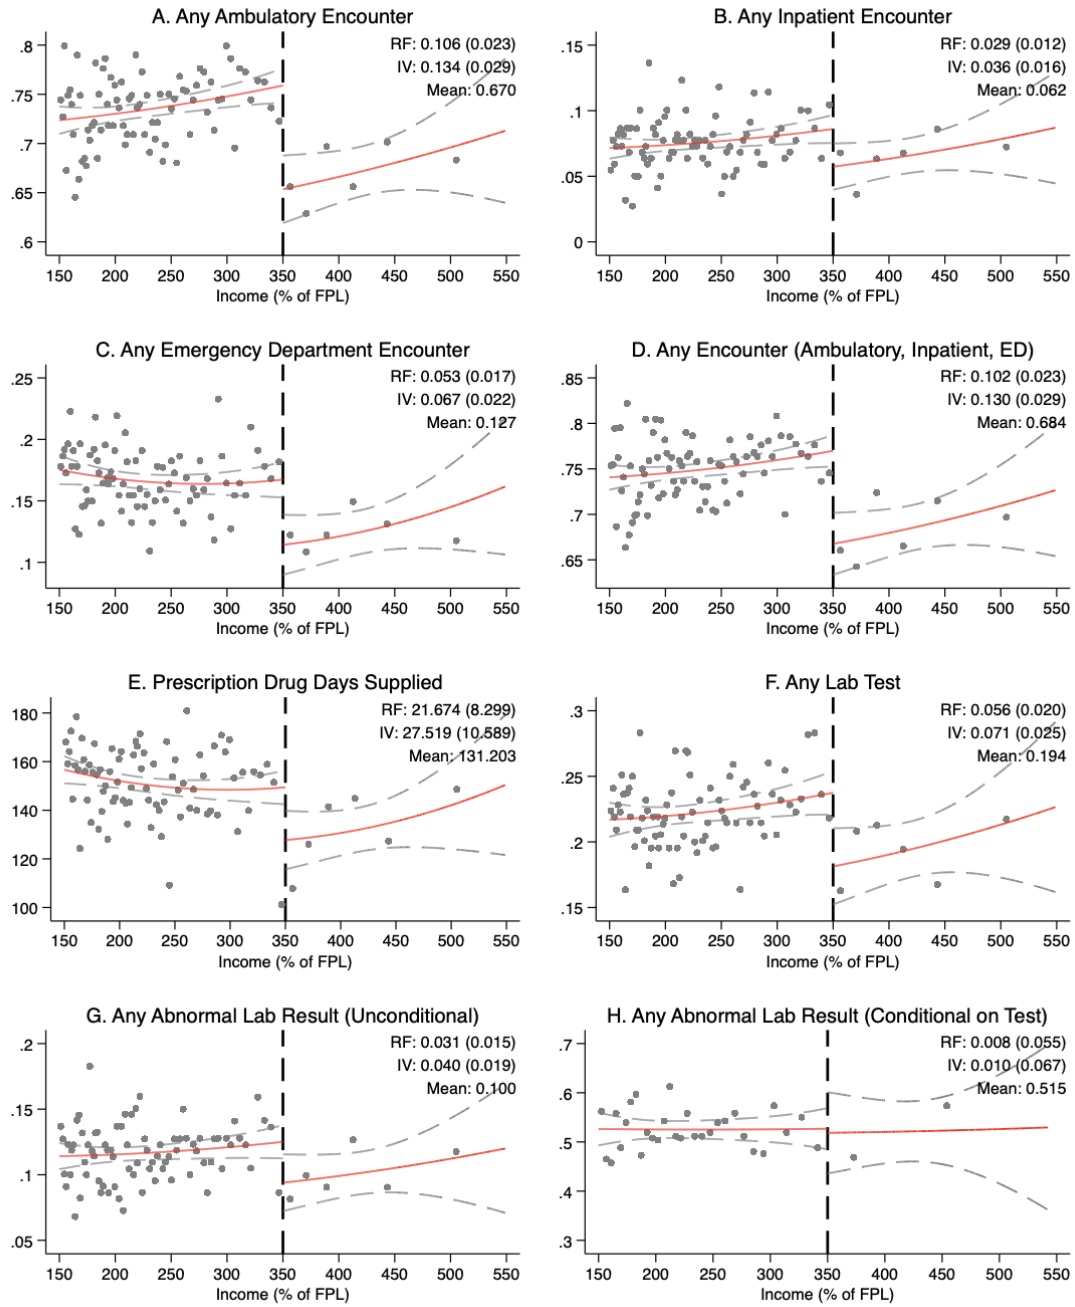 A. Any Ambulatory Encounter
RF: 0.106 (0.023)
IV: 0.134 (0.029)
Mean: 0.670
.8
.75
.7
.65
.6
150 200 250 300 350 400 450 500 550
Income (% of FPL)
B. Any Inpatient Encounter
RF: 0.029 (0.012)
IV: 0.036 (0.016)
Mean: 0.062
.15
.1
.05
0
150 200 250 300 350 400 450 500 550
Income (% of FPL)
C. Any Emergency Department Encounter
RF: 0.053 (0.017)
IV: 0.067 (0.022)
Mean: 0.127
.25
.2
.15
.1
150 200 250 300 350 400 450 500 550
Income (% of FPL)
D. Any Encounter (Ambulatory, Inpatient, ED)
RF: 0.102 (0.023)
IV: 0.130 (0.029)
Mean: 0.684
.85
.8
.75
.7
.65
150 200 250 300 350 400 450 500 550
Income (% of FPL)
E. Prescription Drug Days Supplied
RF: 21.674 (8.299)
IV: 27.519 (10.589)
Mean: 131.203
180
160
140
120
100
150 200 250 300 350 400 450 500 550
Income (% of FPL)
F. Any Lab Test
RF: 0.056 (0.020)
IV: 0.071 (0.025)
Mean: 0.194
.3
.25
.2
.15
150 200 250 300 350 400 450 500 550
Income (% of FPL)
G. Any Abnormal Lab Result (Unconditional)
RF: 0.031 (0.015)
IV: 0.040 (0.019)
Mean: 0.100
.2
.15
.1
.05
150 200 250 300 350 400 450 500 550
Income (% of FPL)
H. Any Abnormal Lab Result (Conditional on Test)
RF: 0.008 (0.055)
IV: 0.010 (0.067)
Mean: 0.515
.7
.6
.5
.4
.3
150 200 250 300 350 400 450 500 550
Income (% of FPL)